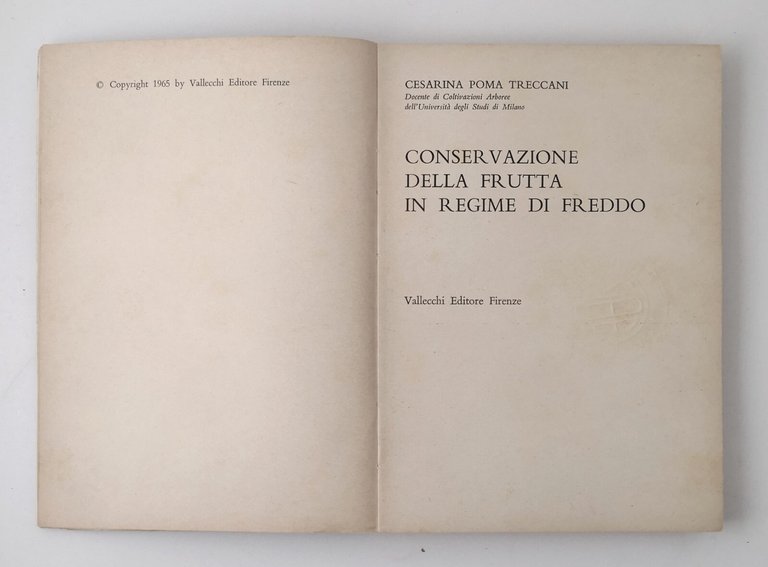 © Copyright 1965 by Vallecchi Editore Firenze
CESARINA POMA TRECCANI
Docente di Coltivazioni Arboree
dell'Università degli Studi di Milano
CONSERVAZIONE
DELLA FRUTTA
IN REGIME DI FREDDO
Vallecchi Editore Firenze